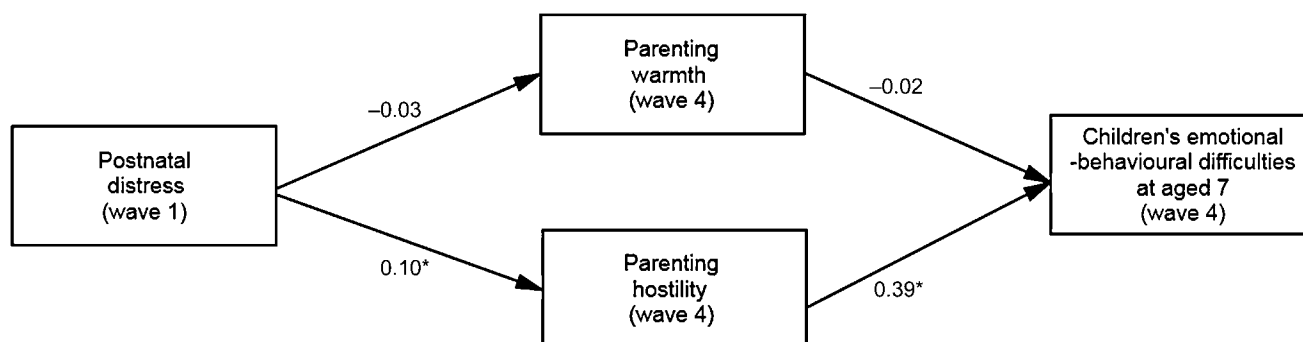 Parenting
warmth
(wave 4)
–0.03
–0.02
Postnatal
distress
(wave 1)
Children's emotional
-behavioural difficulties
at aged 7
(wave 4)
0.10*
Parenting
hostility
(wave 4)
0.39*